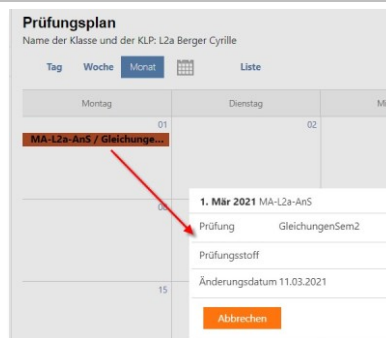 Prüfungsplan
Name der Klasse und der KLP: L2a Berger Cyrille
Tag Woche Monat Liste
Montag Dienstag
01 02
MA-L2a-AnS / Gleichunge...
08
1. Mär 2021 MA-L2a-AnS
Prüfung GleichungenSem2
Prüfungsstoff
Änderungsdatum 11.03.2021
15
Abbrechen